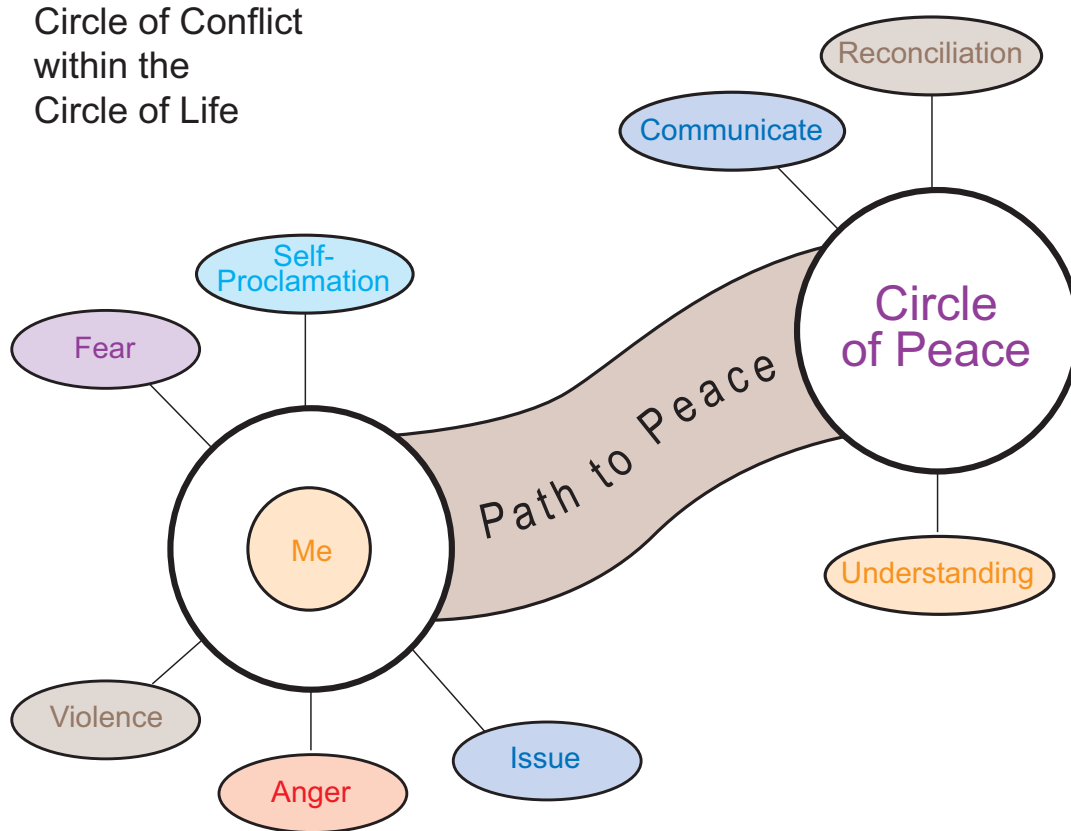 Circle of Conflict
within the
Circle of Life
Reconciliation
Communicate
Self-
Proclamation
Circle
of Peace
Fear
Path to Peace
Me
Understanding
Violence
Issue
Anger